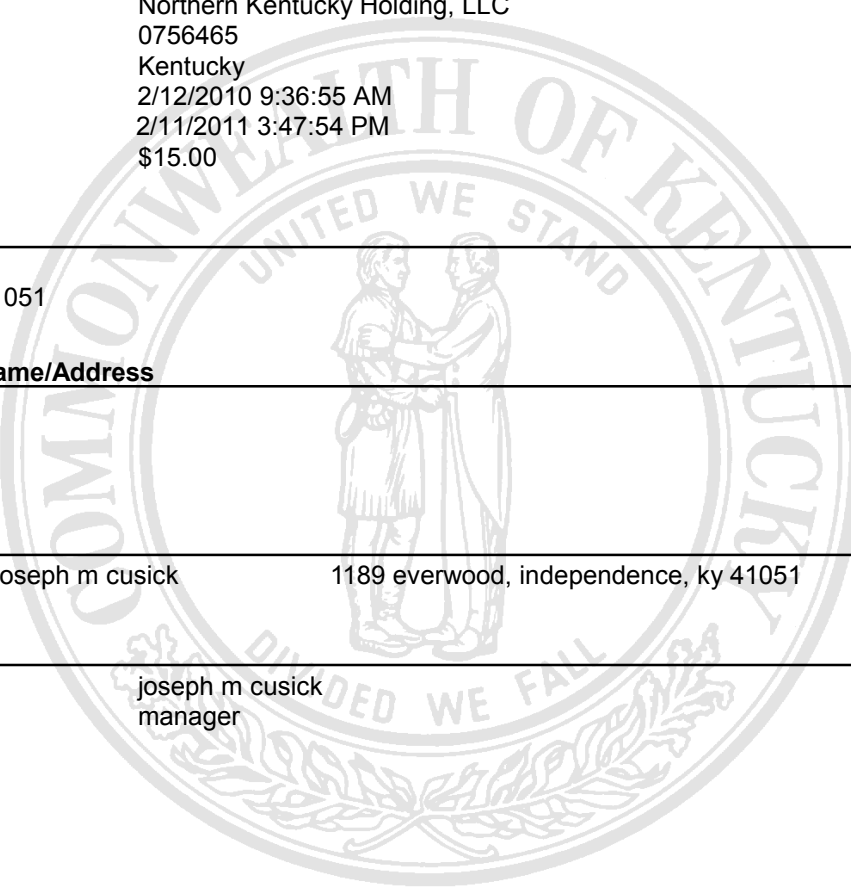 Northern Kentucky Holding, LLC
0756465
Kentucky
2/12/2010 9:36:55 AM
2/11/2011 3:47:54 PM
$15.00
051
ame/Address
oseph m cusick 1189 everwood, independence, ky 41051
joseph m cusick
manager
COMMONWEALTH OF KENTUCKY
UNITED WE STAND
DIVIDED WE FALL